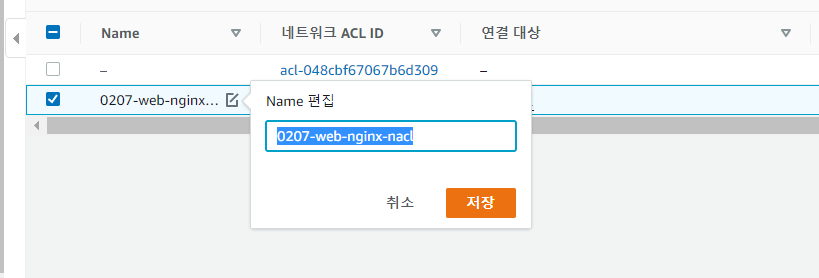 Name 네트워크 ACL ID 연결 대상
– acl-048cbf67067b6d309 –
0207-web-nginx...
Name 편집
0207-web-nginx-nacl
취소 저장